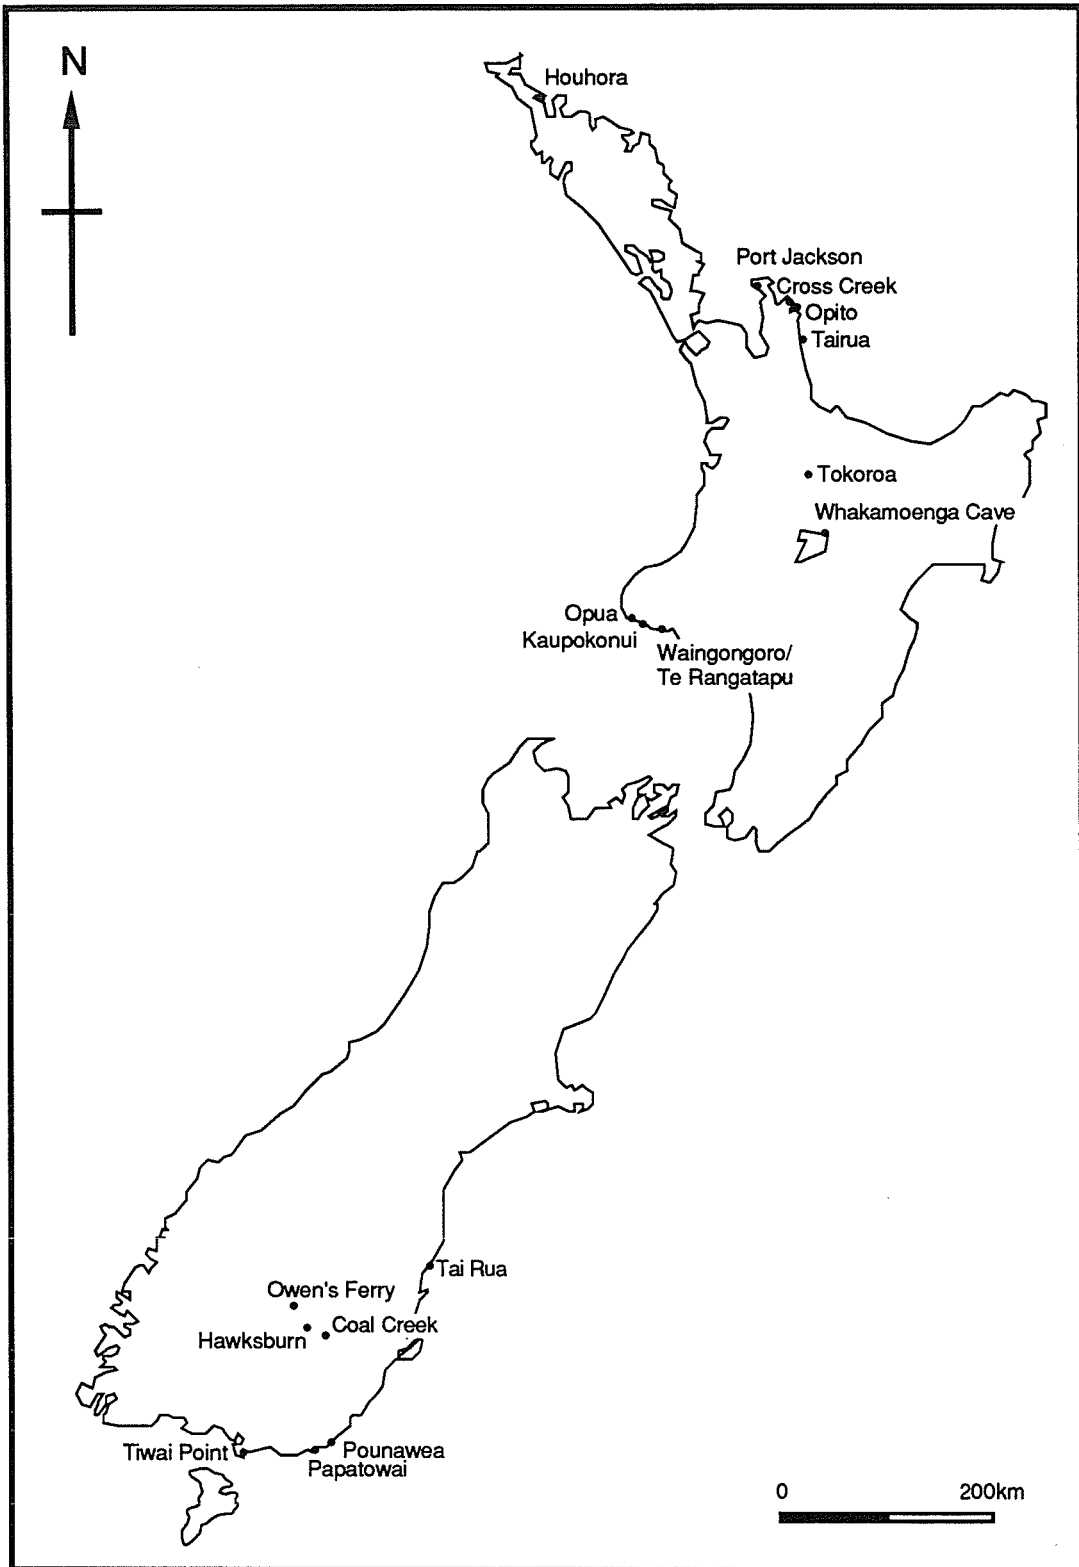 N
Houhora
Port Jackson
Cross Creek
Opito
Tairua
Tokoroa
Whakamoenga Cave
Opua
Kaupokonui
Waingongoro/
Te Rangatapu
Tai Rua
Owen's Ferry
Coal Creek
Hawksburn
Tiwai Point
Pounawea
Papatowai
0 200km